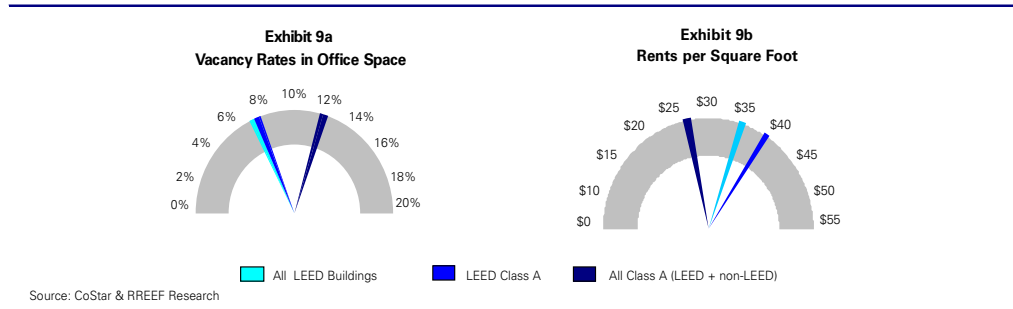 Exhibit 9a
Vacancy Rates in Office Space
0%
2%
4%
6%
8%
10%
12%
14%
16%
18%
20%
Exhibit 9b
Rents per Square Foot
$0
$10
$15
$20
$25
$30
$35
$40
$45
$50
$55
All LEED Buildings
LEED Class A
All Class A (LEED + non-LEED)
Source: CoStar & RREEF Research